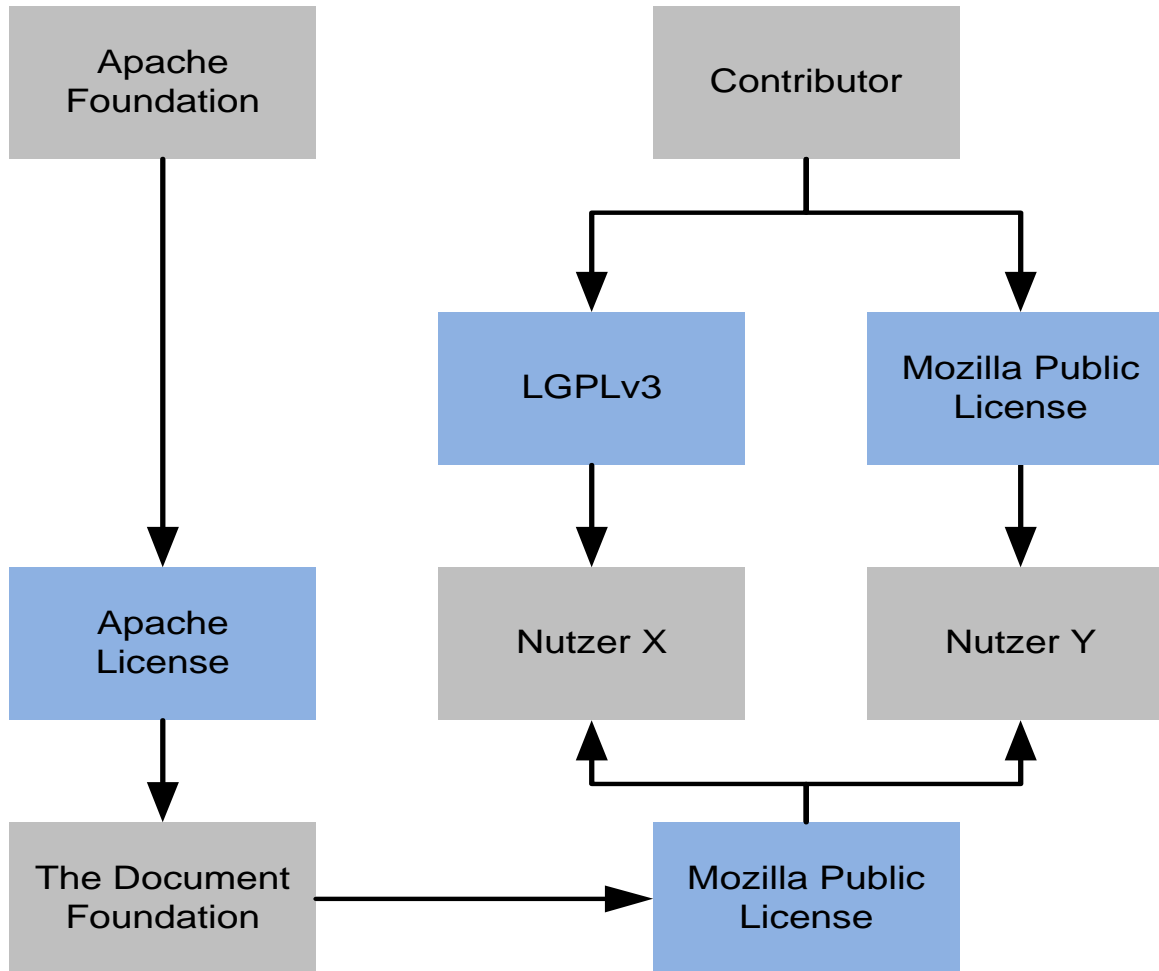 Apache
Foundation
Contributor
LGPLv3
Mozilla Public
License
Apache
License
Nutzer X
Nutzer Y
The Document
Foundation
Mozilla Public
License